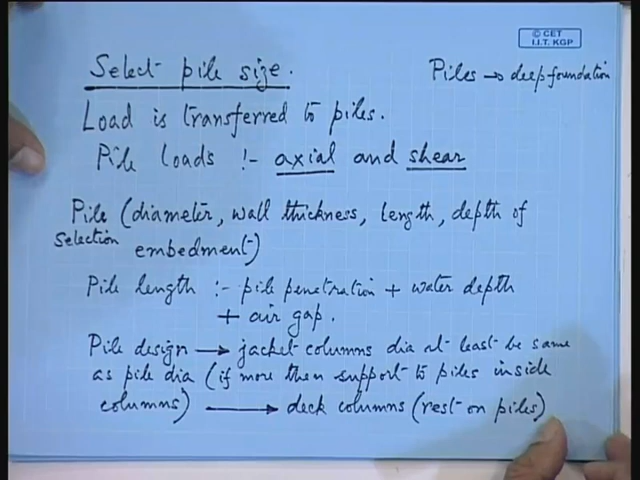 © CET
I.I.T. KGP
Select pile size.
Piles → deep foundation
Load is transferred to piles.
Pile Loads :- axial and shear
Pile (diameter, wall thickness, length, depth of
Selection embedment)
Pile length :- pile penetration + water depth
+ air gap.
Pile design → jacket columns dia at least be same
as pile dia (if more then support to piles inside
columns) → deck columns (rest on piles)